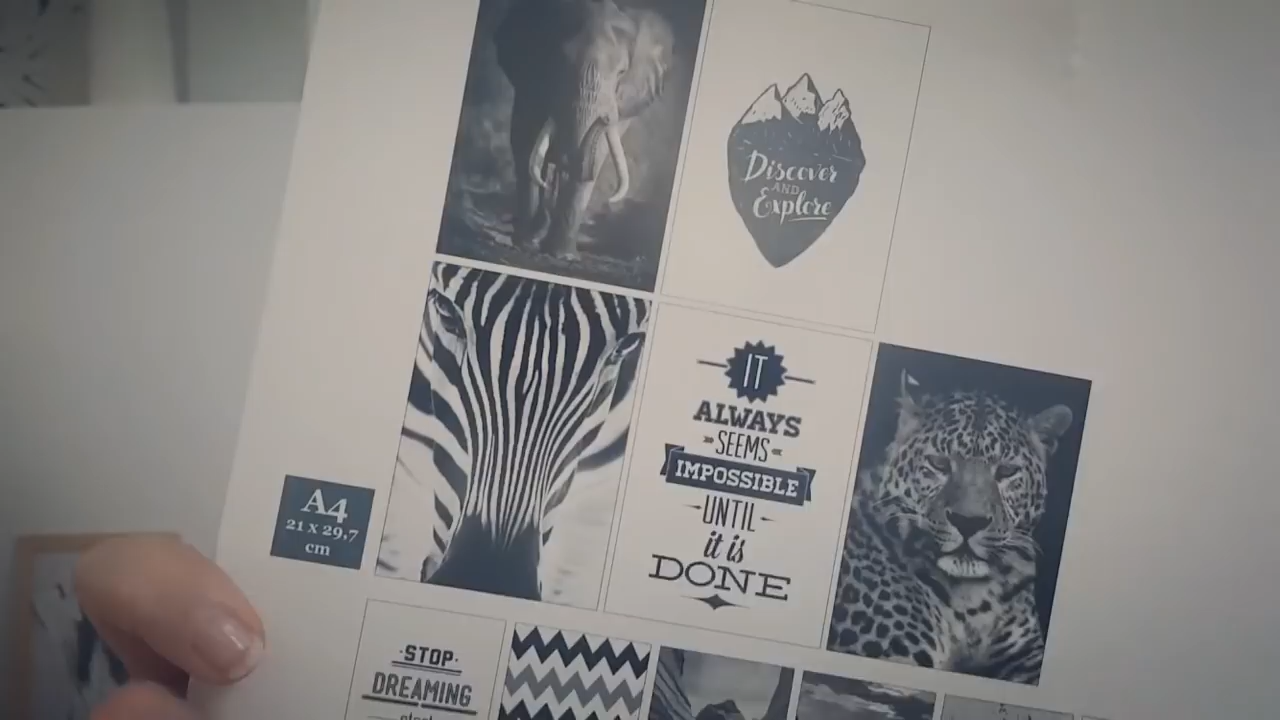 Discover
AND
Explore
IT
ALWAYS
SEEMS
IMPOSSIBLE
UNTIL
it is
DONE
A4
21 x 29,7
cm
STOP
DREAMING